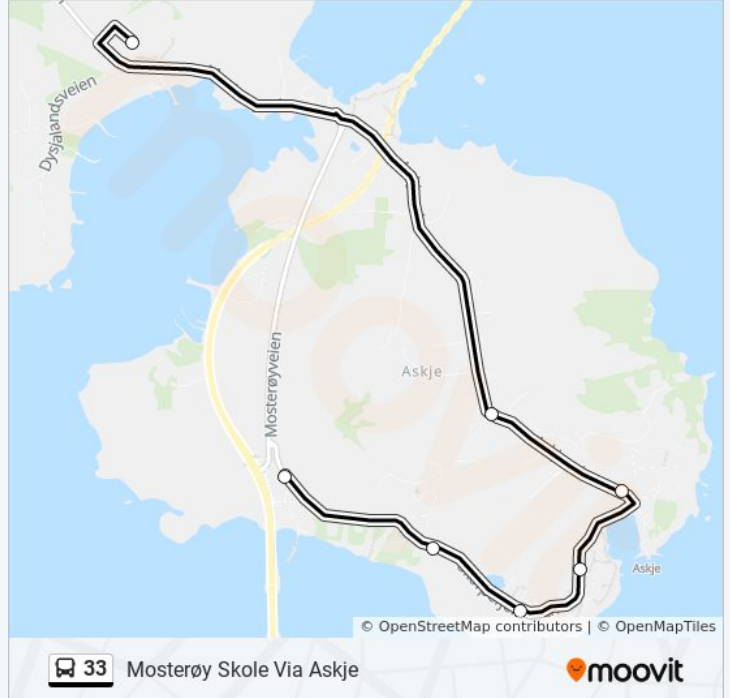 Dysjalandsveien
Mosterøyveien
Askje
Askje
© OpenStreetMap contributors | © OpenMapTiles
33 Mosterøy Skole Via Askje
moovit